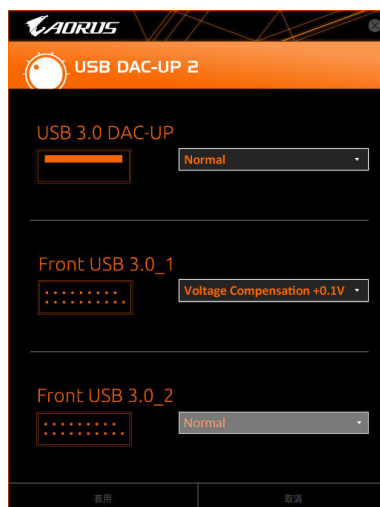 AORUS
USB DAC-UP 2
USB 3.0 DAC-UP
Normal
Front USB 3.0_1
Voltage Compensation +0.1V
Front USB 3.0_2
Normal
套用
取消